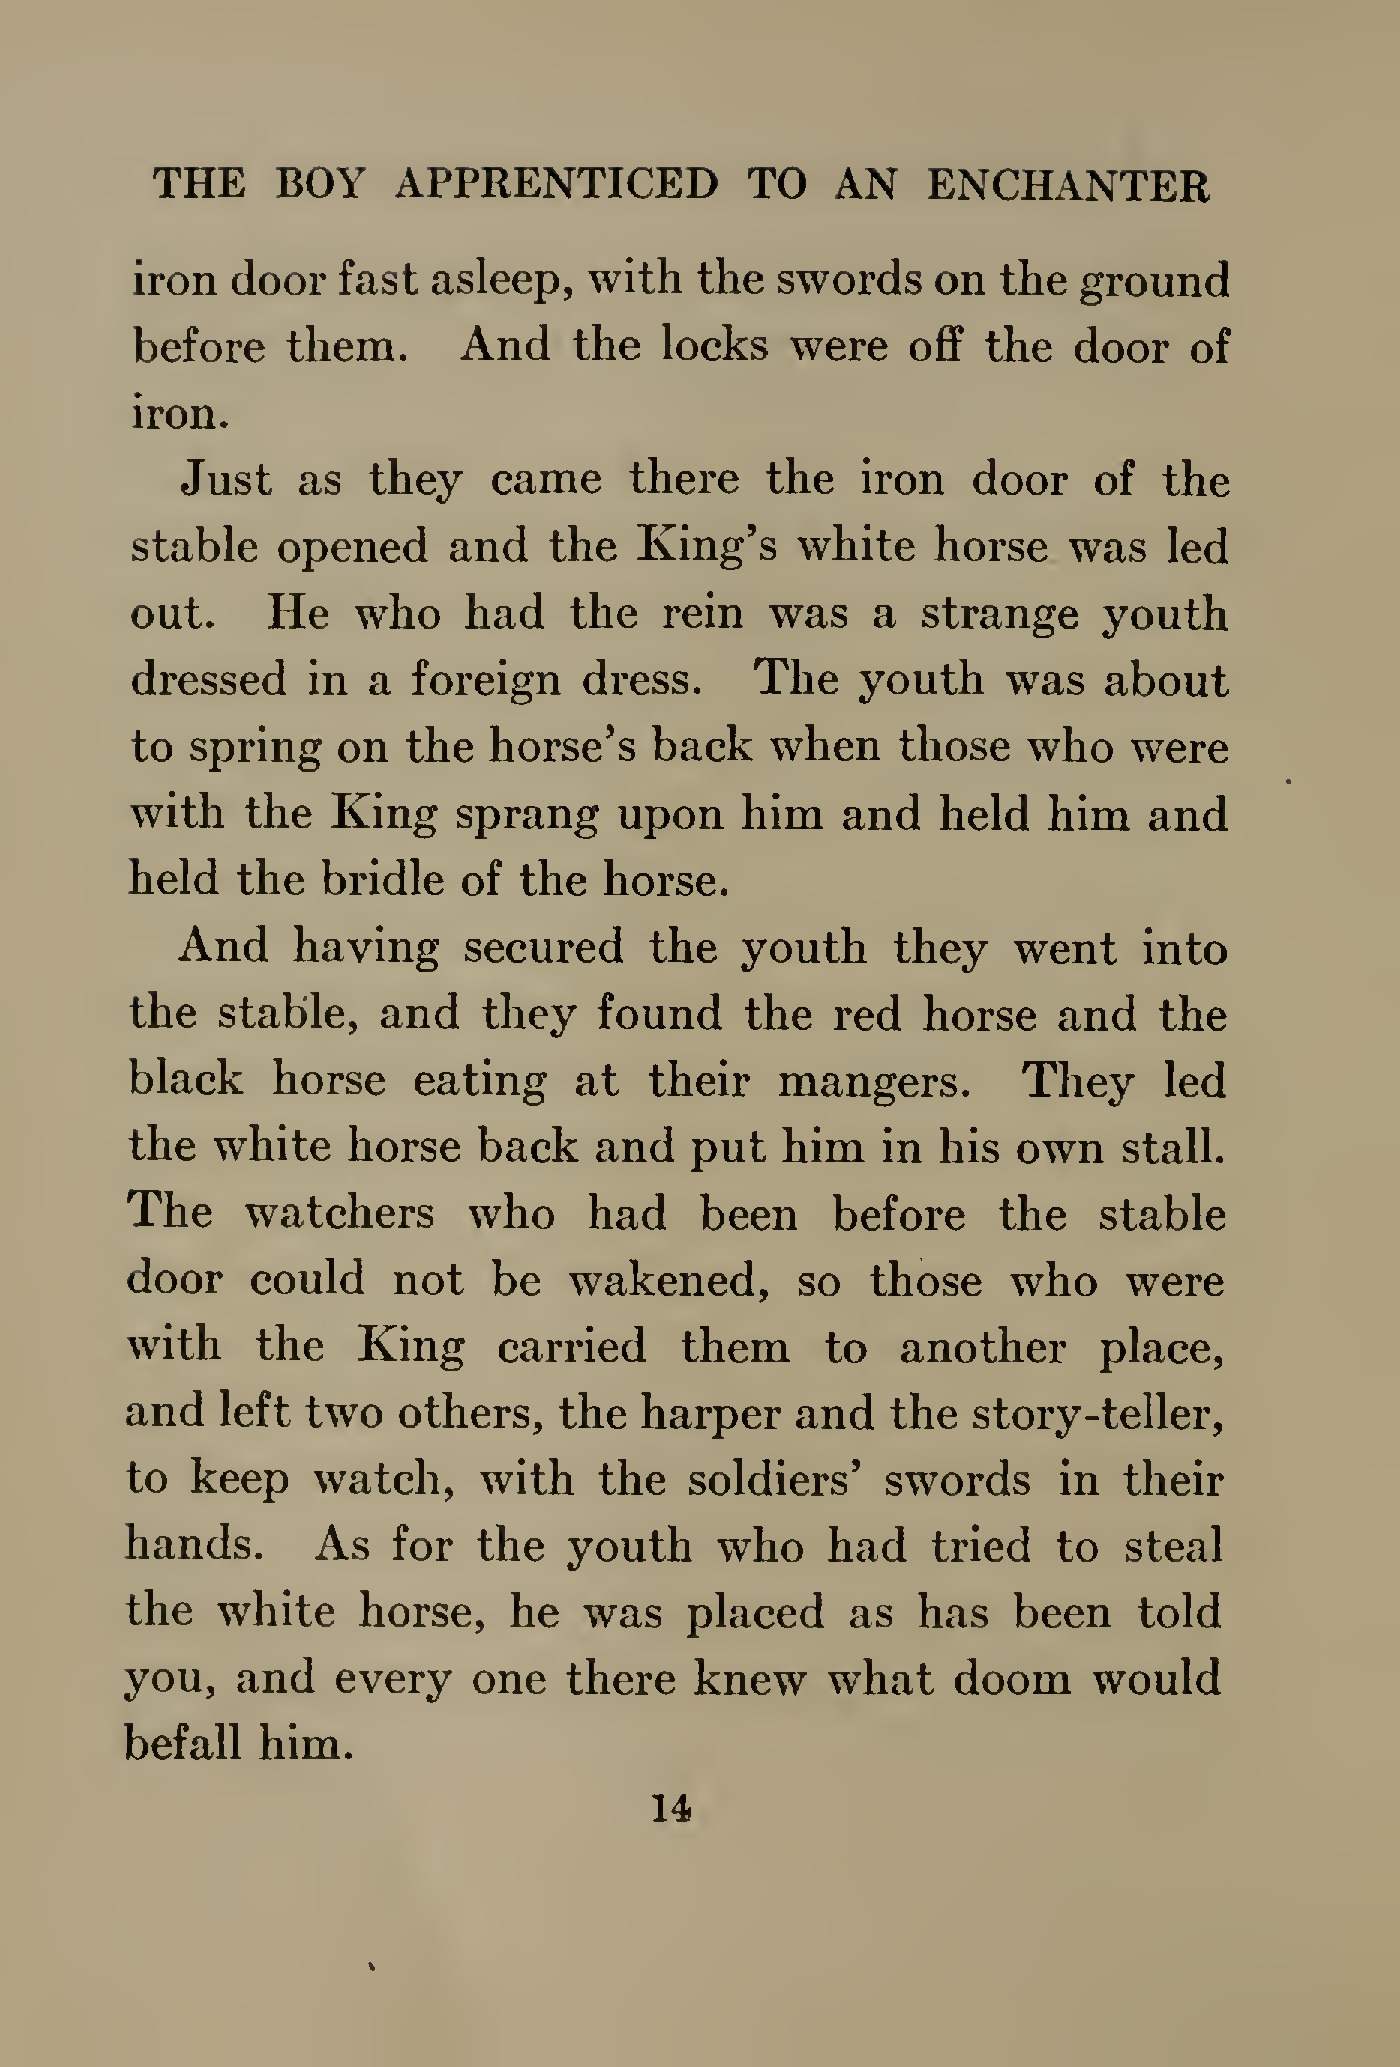 THE BOY APPRENTICED TO AN ENCHANTER
iron door fast asleep, with the swords on the ground
before them. And the locks were off the door of
iron.
Just as they came there the iron door of the
stable opened and the King's white horse was led
out. He who had the rein was a strange youth
dressed in a foreign dress. The youth was about
to spring on the horse's back when those who were
with the King sprang upon him and held him and
held the bridle of the horse.
And having secured the youth they went into
the stable, and they found the red horse and the
black horse eating at their mangers. They led
the white horse back and put him in his own stall.
The watchers who had been before the stable
door could not be wakened, so those who were
with the King carried them to another place,
and left two others, the harper and the story-teller,
to keep watch, with the soldiers' swords in their
hands. As for the youth who had tried to steal
the white horse, he was placed as has been told
you, and every one there knew what doom would
befall him.
14